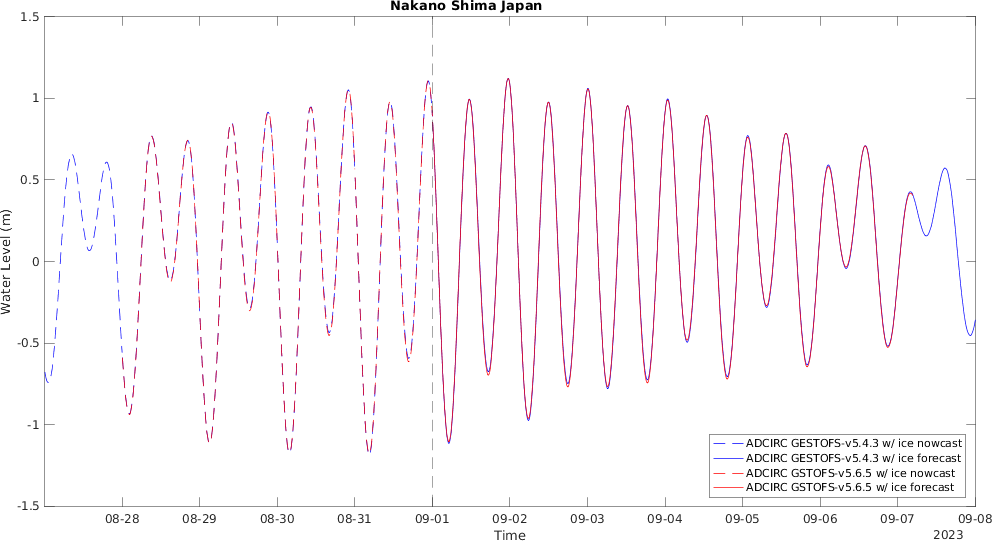 Nakano Shima Japan
1.5
1
0.5
0
-0.5
-1
-1.5
Water Level (m)
ADCIRC GESTOFS-v5.4.3 w/ ice nowcast
ADCIRC GESTOFS-v5.4.3 w/ ice forecast
ADCIRC GSTOFS-v5.6.5 w/ ice nowcast
ADCIRC GSTOFS-v5.6.5 w/ ice forecast
08-28 08-29 08-30 08-31 09-01 09-02 09-03 09-04 09-05 09-06 09-07 09-08
Time
2023